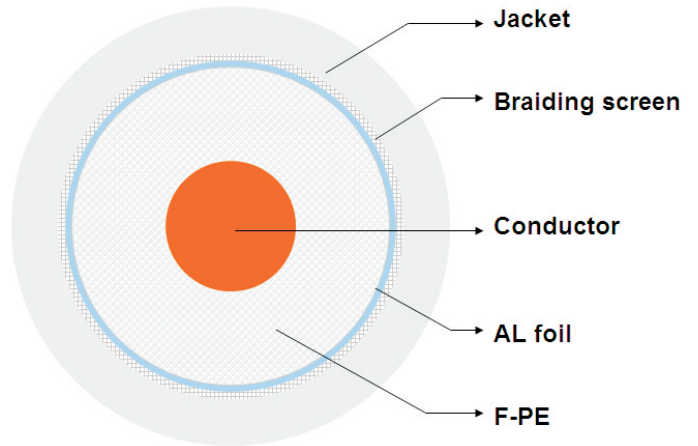 Jacket
Braiding screen
Conductor
AL foil
F-PE